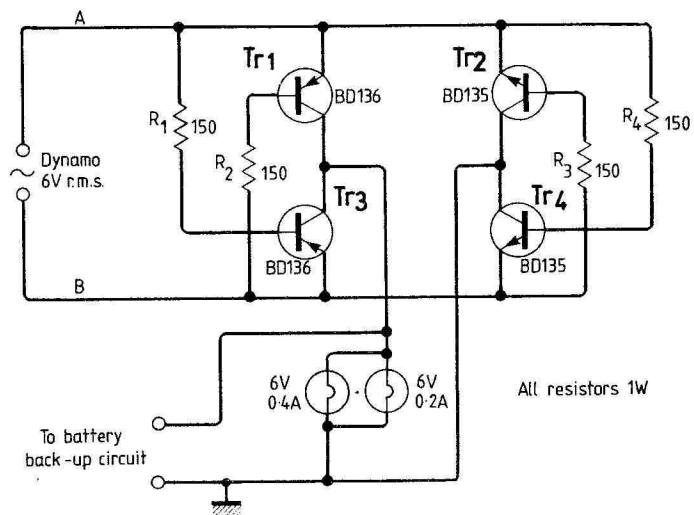 A
Tr1
Tr2
BD136
BD135
R1
150
R2
150
R3
150
R4
150
Dynamo
6V r.m.s.
Tr3
Tr4
BD136
BD135
B
6V
0·4A
6V
0·2A
All resistors 1W
To battery
back-up circuit